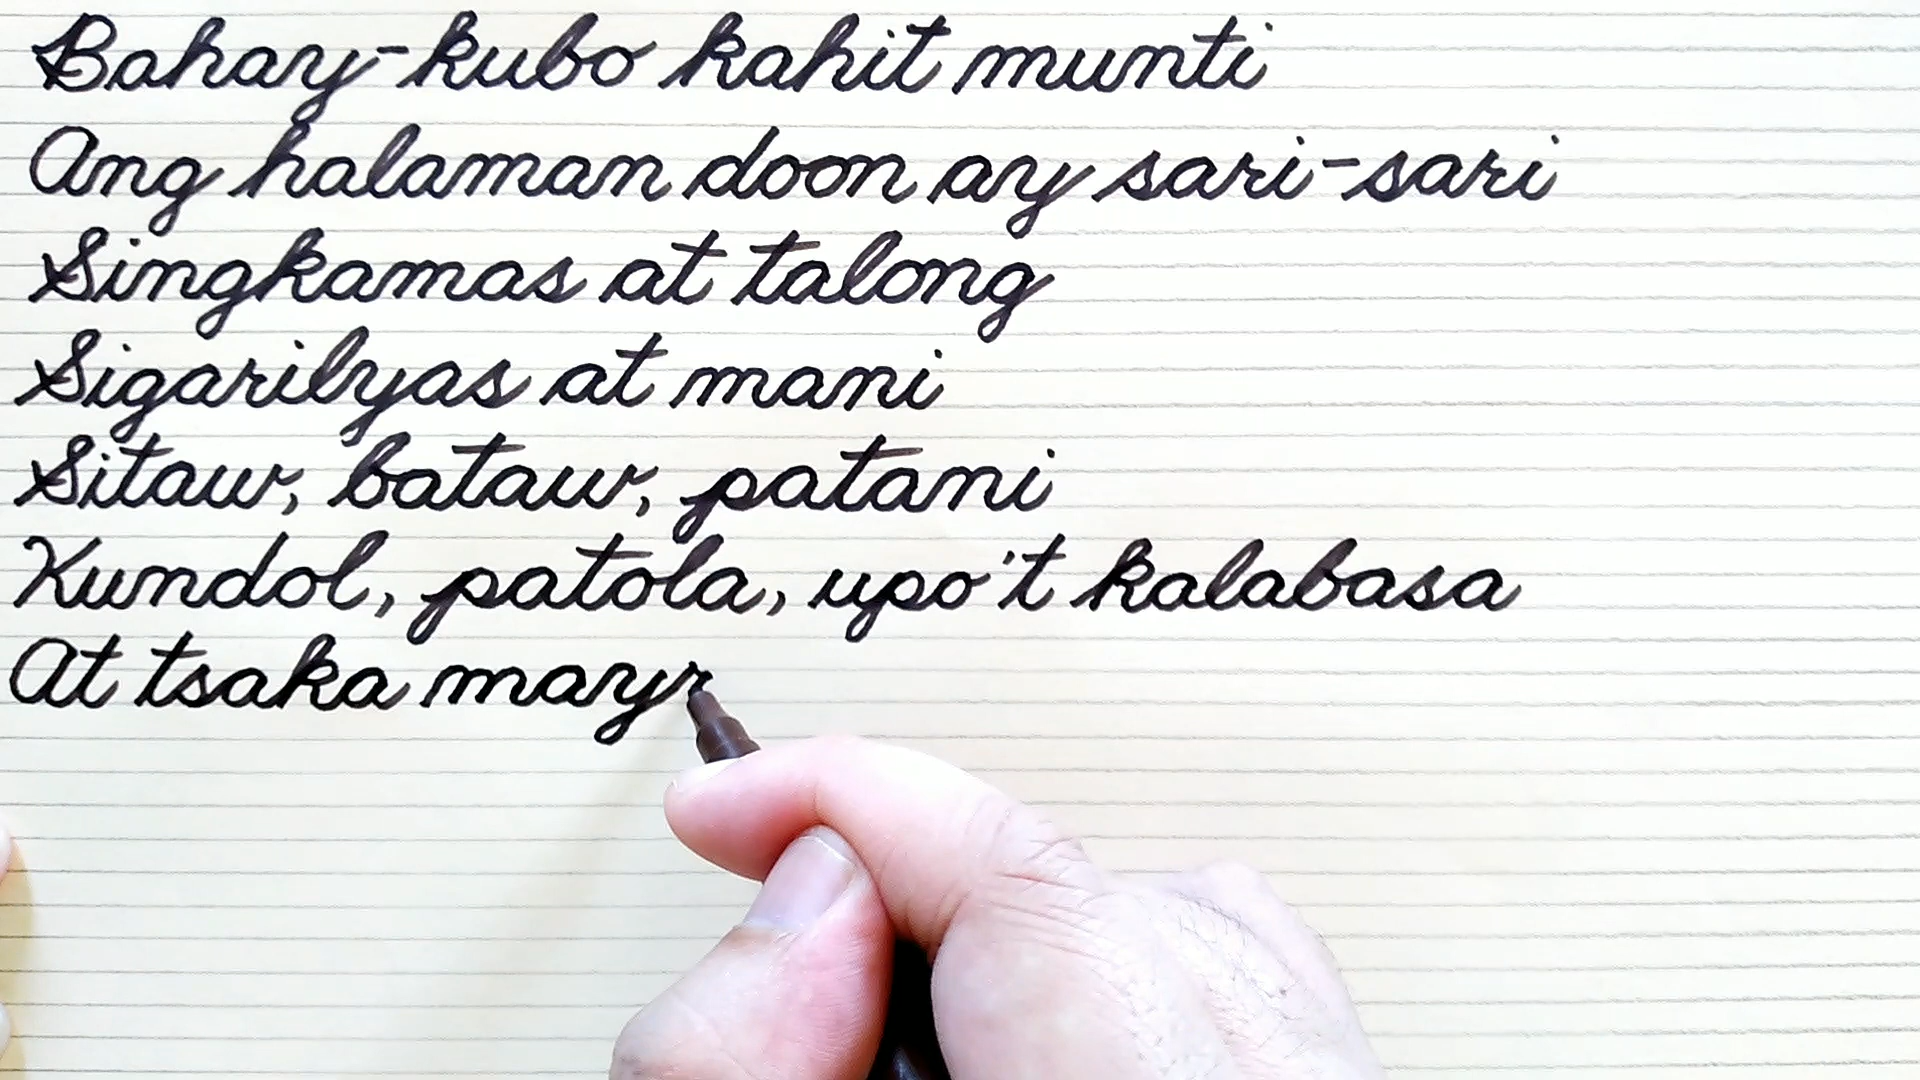 Bahay-kubo kahit munti
Ang halaman doon ay sari-sari
Singkamas at talong
Sigarilyas at mani
Sitaw, bataw, patani
Kundol, patola, upo't kalabasa
At tsaka mayr